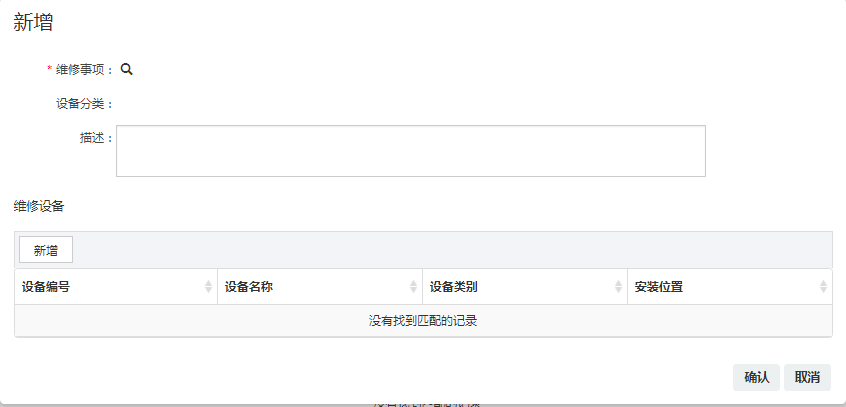 新增
* 维修事项：
设备分类：
描述：
维修设备
新增
设备编号 设备名称 设备类别 安装位置
没有找到匹配的记录
确认 取消